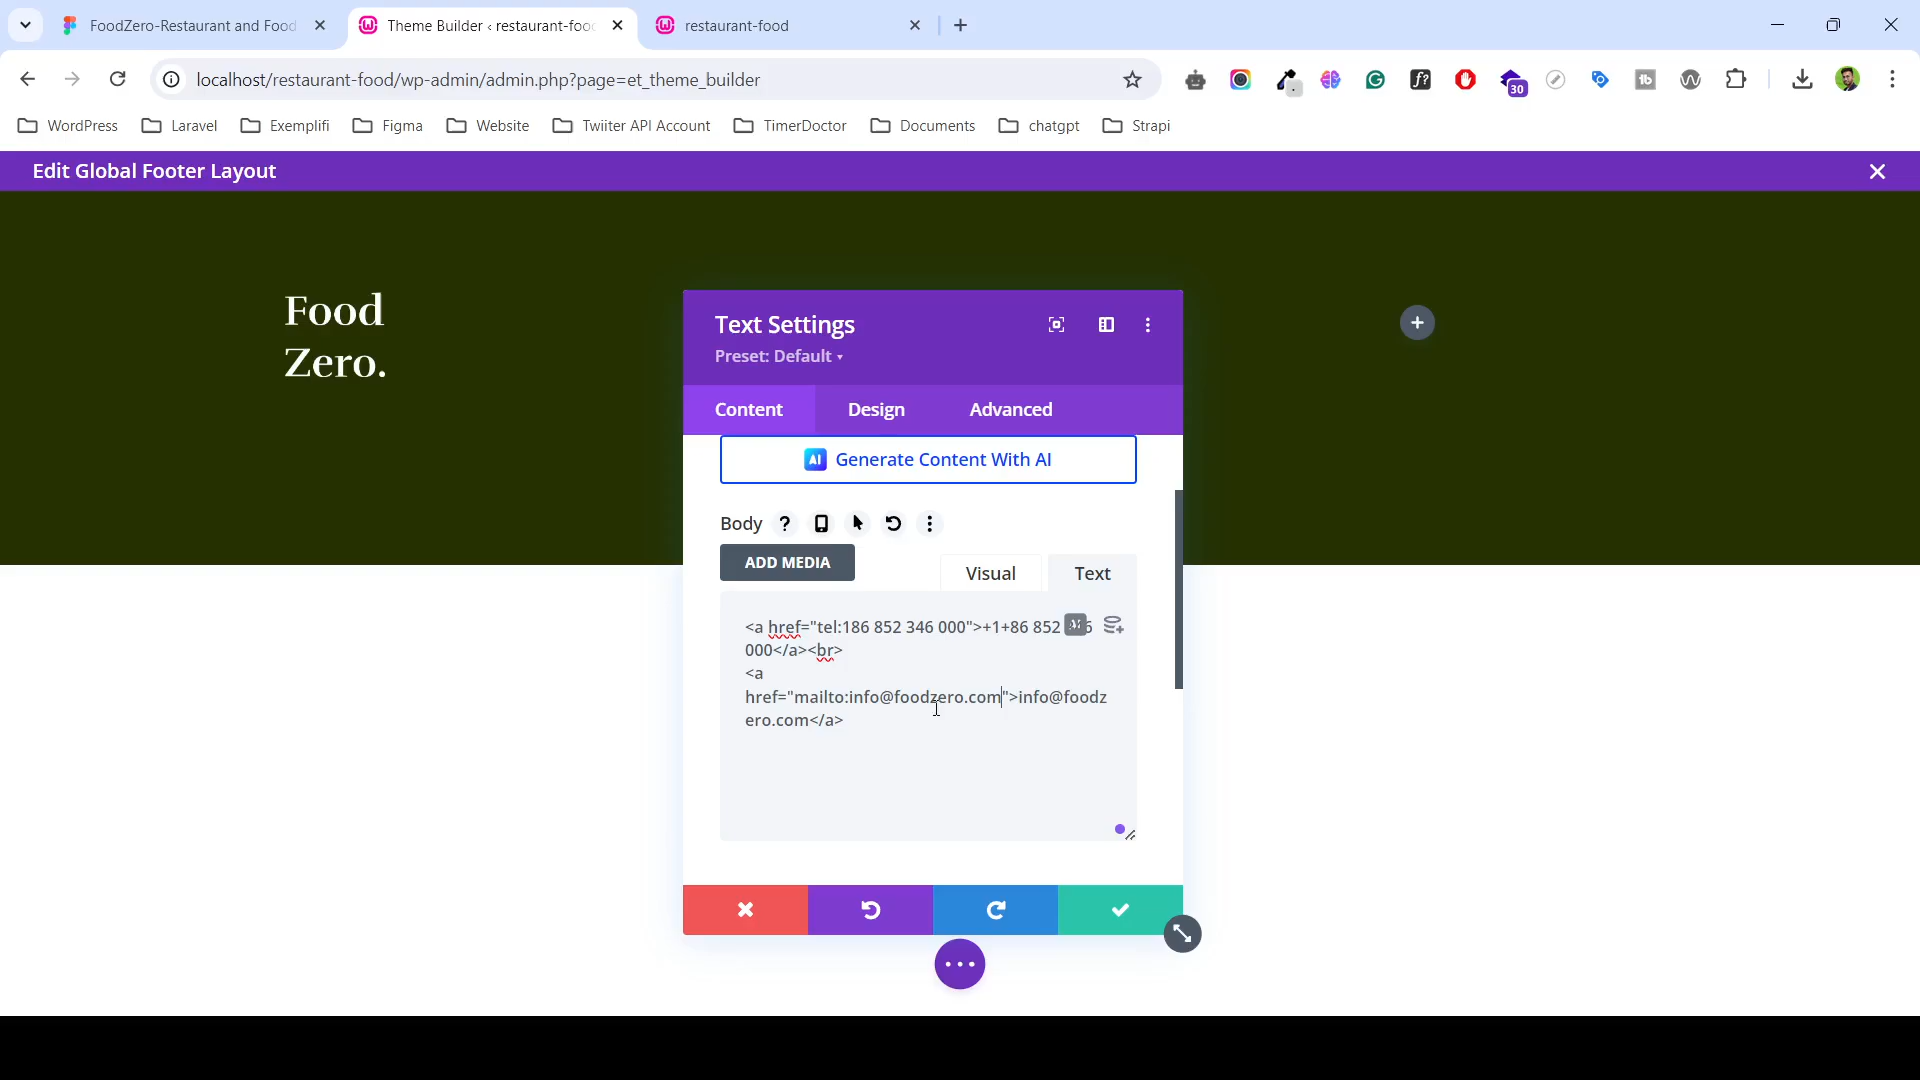 FoodZero-Restaurant and Food
Theme Builder ‹ restaurant-foo
restaurant-food
localhost/restaurant-food/wp-admin/admin.php?page=et_theme_builder
30
WordPress
Laravel
Exemplifi
Figma
Website
Twiiter API Account
TimerDoctor
Documents
chatgpt
Strapi
Edit Global Footer Layout
Food
Zero.
Text Settings
Preset: Default
Content
Design
Advanced
AI Generate Content With AI
Body
ADD MEDIA
Visual
Text
<a href="tel:186 852 346 000">+1+86 852
000</a><br>
<a
href="mailto:info@foodzero.com">info@foodz
ero.com</a>